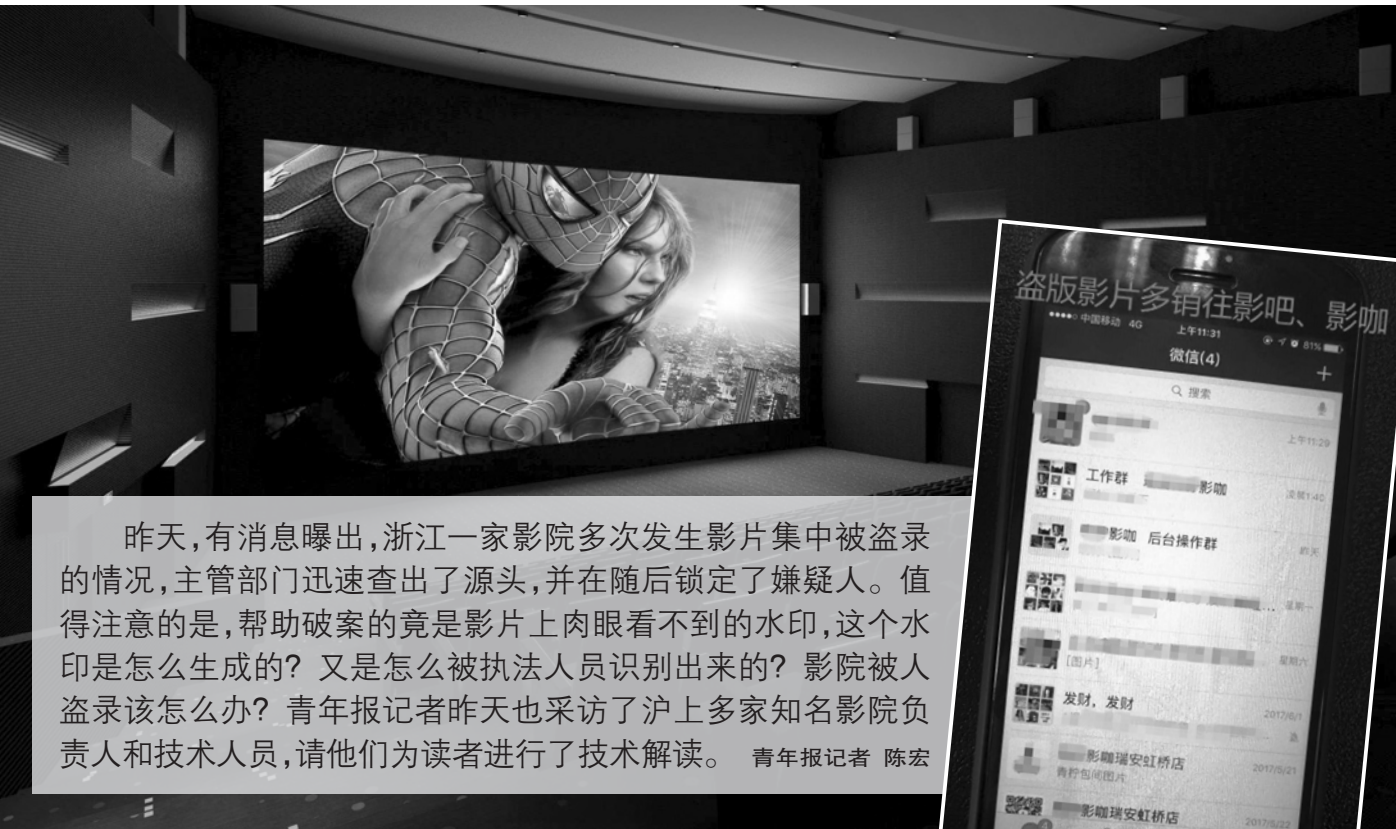 昨天,有消息曝出,浙江一家影院多次发生影片集中被盗录
的情况,主管部门迅速查出了源头,并在随后锁定了嫌疑人。值
得注意的是,帮助破案的竟是影片上肉眼看不到的水印,这个水
印是怎么生成的? 又是怎么被执法人员识别出来的? 影院被人
盗录该怎么办? 青年报记者昨天也采访了沪上多家知名影院负
责人和技术人员,请他们为读者进行了技术解读。 青年报记者 陈宏
盗版影片多销往影吧、影咖
中国移动 4G 上午11:31 81%
微信(4)
搜索
上午11:29
工作群 影咖 凌晨1:40
影咖 后台操作群 昨天
星期一
[图片] 星期六
发财,发财 2017/6/1
影咖瑞安虹桥店 2017/5/21
青柠包间图片
影咖瑞安虹桥店 2017/5/22
4